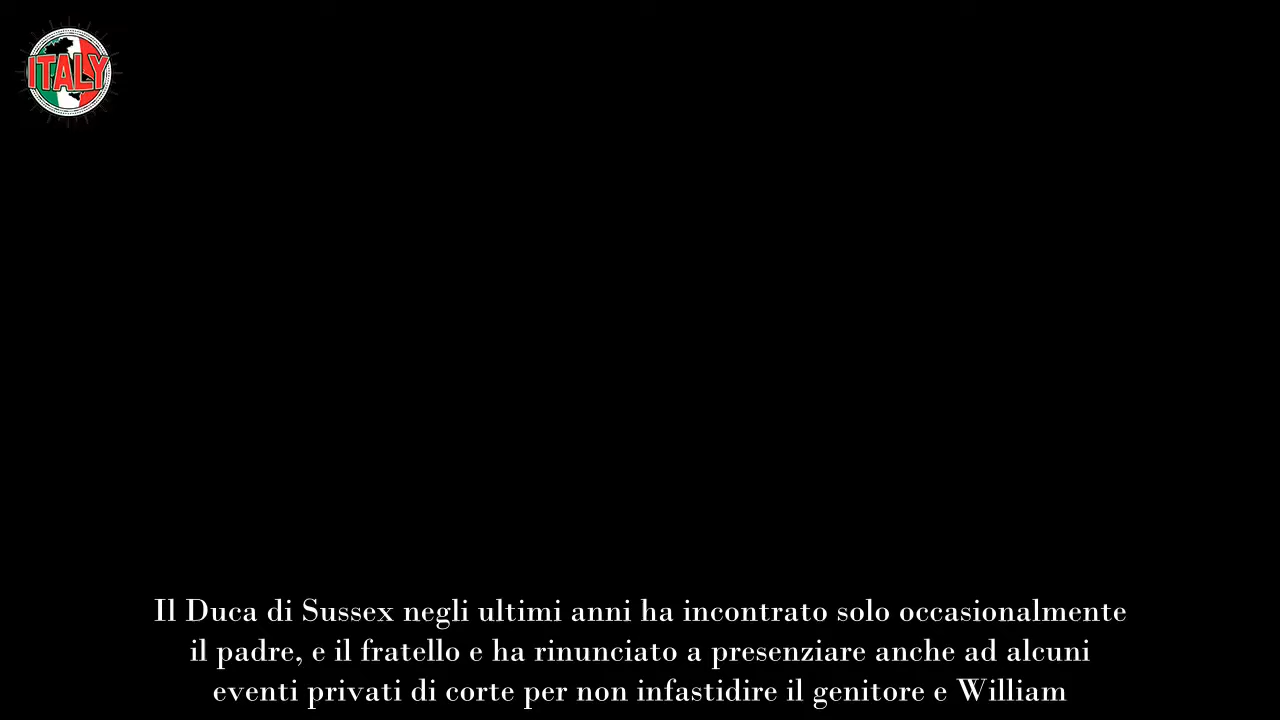 ITALY
Il Duca di Sussex negli ultimi anni ha incontrato solo occasionalmente
il padre, e il fratello e ha rinunciato a presenziare anche ad alcuni
eventi privati di corte per non infastidire il genitore e William